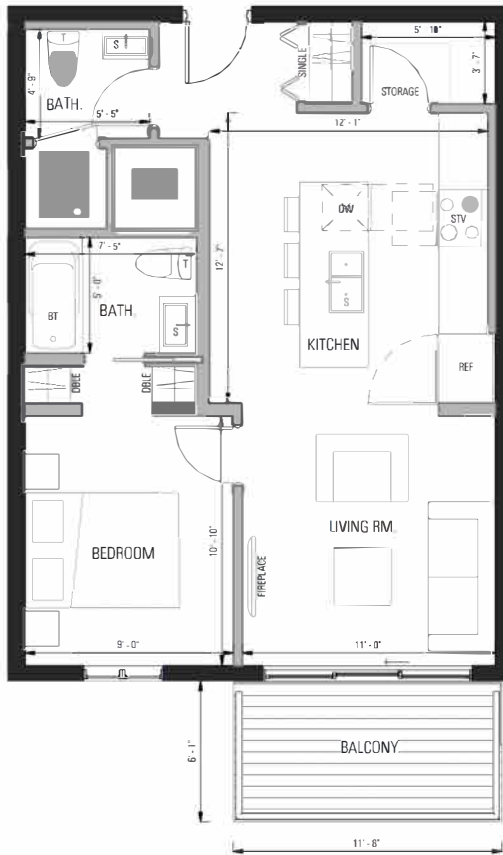 T
S
BATH.
4' - 9"
5' - 5"
SINGLE
5' - 10"
3' - 7"
STORAGE
12' - 1"
DW
STV
12' - 7"
S
KITCHEN
REF
7' - 5"
T
BT
5' - 0"
BATH
S
DBLE
DBLE
BEDROOM
10' - 10"
LIVING RM.
FIREPLACE
9' - 0"
11' - 0"
6' - 1"
BALCONY
11' - 8"